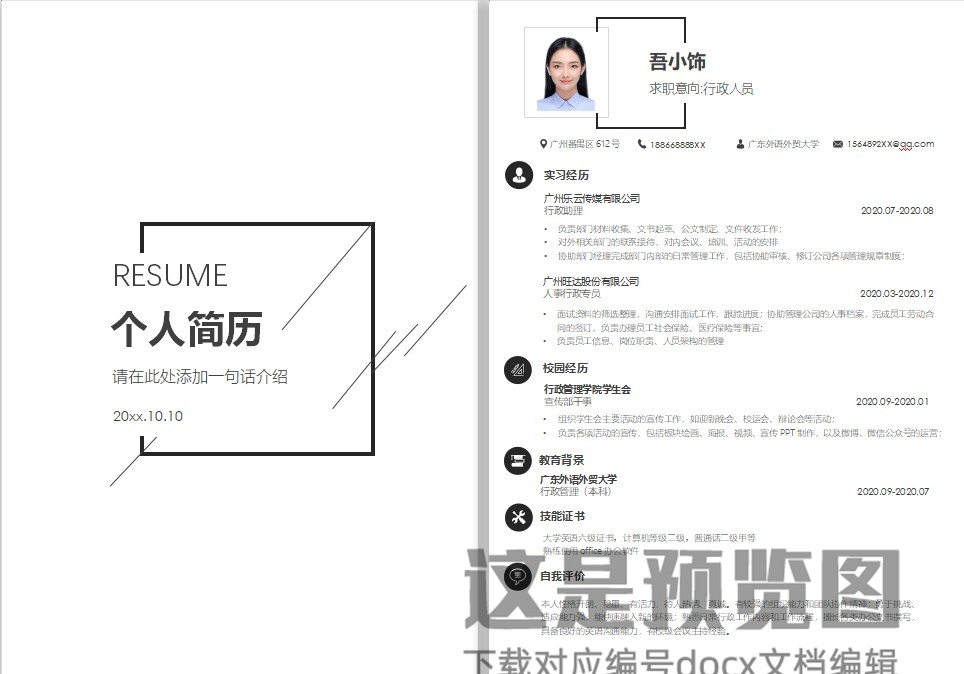 RESUME
个人简历
请在此处添加一句话介绍
20xx.10.10
吾小饰
求职意向:行政人员
广州番禺区612号 188668888XX 广东外语外贸大学 1564892XX@qq.com
实习经历
广州乐云传媒有限公司
行政助理 2020.07-2020.08
• 负责部门材料收集、文书起草、公文制定、文件收发工作；
• 对外相关部门的联系接待，对内会议、培训、活动的安排
• 协助部门经理完成部门内部的日常管理工作，包括协助审核、修订公司各项管理规章制度；
广州旺达股份有限公司
人事行政专员 2020.03-2020.12
• 面试资料的筛选整理，沟通安排面试工作，跟踪进度；协助管理公司的人事档案，完成员工劳动合
同的签订，负责办理员工社会保险、医疗保险等事宜；
• 负责员工信息、岗位职责、人员架构的管理
校园经历
行政管理学院学生会
宣传部干事 2020.09-2020.01
• 组织学生会主要活动的宣传工作，如迎新晚会、校运会、辩论会等活动；
• 负责各项活动的宣传，包括板块绘画、海报、视频、宣传 PPT 制作，以及微博、微信公众号的运营；
教育背景
广东外语外贸大学
行政管理（本科） 2020.09-2020.07
技能证书
大学英语六级证书，计算机等级二级，普通话二级甲等
熟练使用 office 办公软件
自我评价
本人性格开朗、稳重、有活力，待人热情、真诚。有较强的组织能力和团队协作精神；勇于挑战，
适应能力强，能快速融入新的环境；熟悉日常行政工作内容和工作流程，擅长各类办公文书撰写，
具备良好的英语沟通能力，有校级会议主持经验。
这是预览图
下载对应编号docx文档编辑